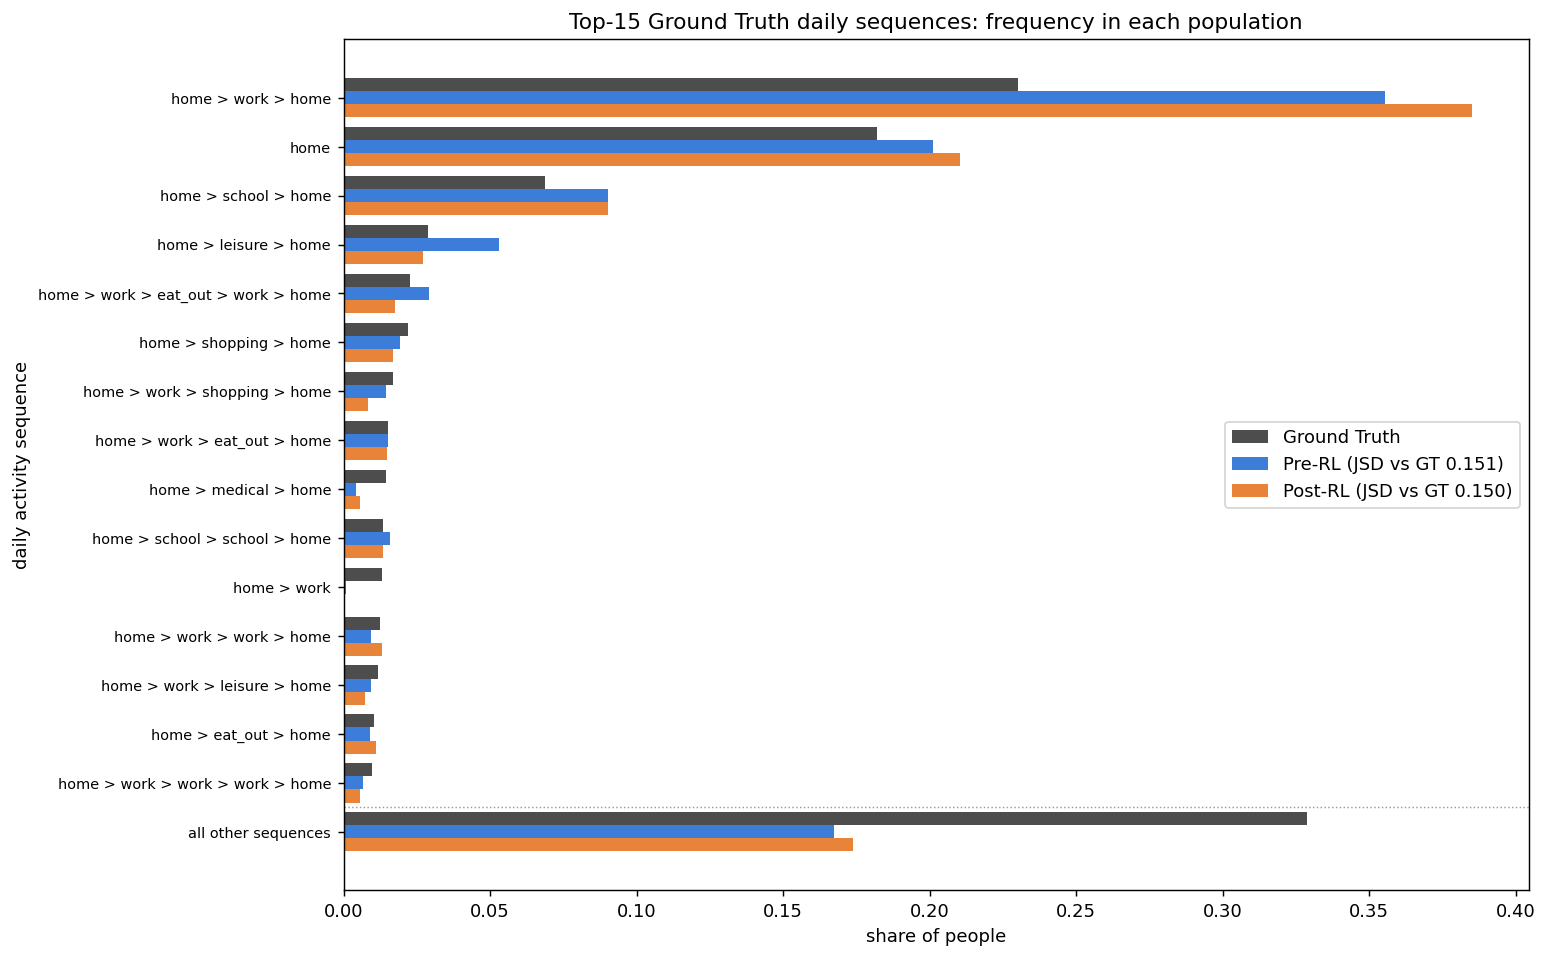 Top-15 Ground Truth daily sequences: frequency in each population
daily activity sequence
home > work > home
home
home > school > home
home > leisure > home
home > work > eat_out > work > home
home > shopping > home
home > work > shopping > home
home > work > eat_out > home
home > medical > home
home > school > school > home
home > work
home > work > work > home
home > work > leisure > home
home > eat_out > home
home > work > work > work > home
all other sequences
Ground Truth
Pre-RL (JSD vs GT 0.151)
Post-RL (JSD vs GT 0.150)
0.00 0.05 0.10 0.15 0.20 0.25 0.30 0.35 0.40
share of people